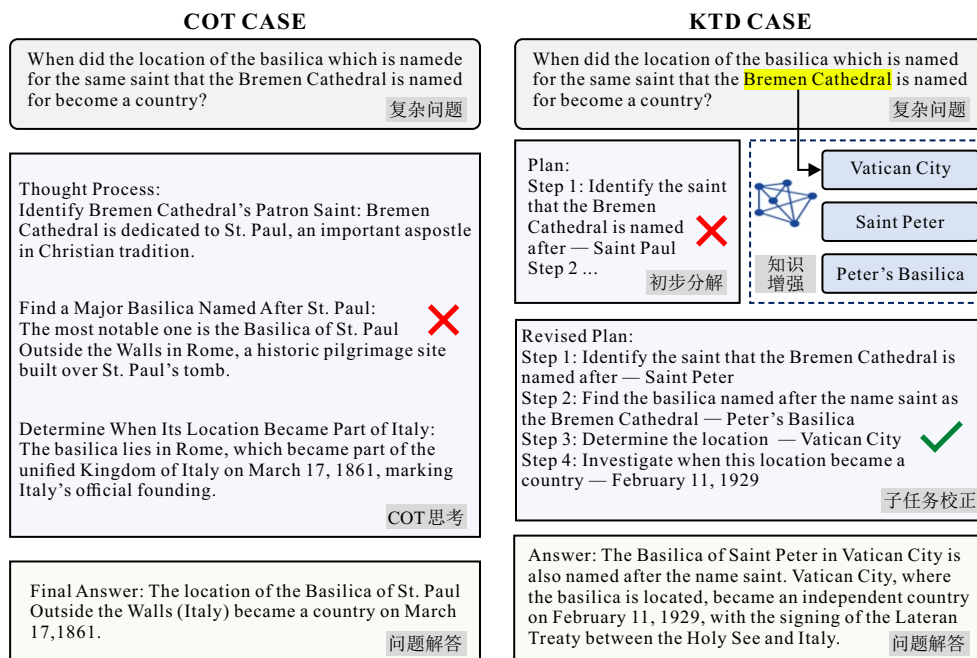 COT CASE
When did the location of the basilica which is namede
for the same saint that the Bremen Cathedral is named
for become a country?
复杂问题
Thought Process:
Identify Bremen Cathedral's Patron Saint: Bremen
Cathedral is dedicated to St. Paul, an important aspostle
in Christian tradition.
Find a Major Basilica Named After St. Paul:
The most notable one is the Basilica of St. Paul
Outside the Walls in Rome, a historic pilgrimage site
built over St. Paul's tomb.
Determine When Its Location Became Part of Italy:
The basilica lies in Rome, which became part of the
unified Kingdom of Italy on March 17, 1861, marking
Italy's official founding.
COT 思考
Final Answer: The location of the Basilica of St. Paul
Outside the Walls (Italy) became a country on March
17,1861.
问题解答
KTD CASE
When did the location of the basilica which is named
for the same saint that the Bremen Cathedral is named
for become a country?
复杂问题
Plan:
Step 1: Identify the saint
that the Bremen
Cathedral is named
after — Saint Paul
Step 2 ...
初步分解
Vatican City
Saint Peter
Peter's Basilica
知识
增强
Revised Plan:
Step 1: Identify the saint that the Bremen Cathedral is
named after — Saint Peter
Step 2: Find the basilica named after the name saint as
the Bremen Cathedral — Peter's Basilica
Step 3: Determine the location — Vatican City
Step 4: Investigate when this location became a
country — February 11, 1929
子任务校正
Answer: The Basilica of Saint Peter in Vatican City is
also named after the name saint. Vatican City, where
the basilica is located, became an independent country
on February 11, 1929, with the signing of the Lateran
Treaty between the Holy See and Italy.
问题解答